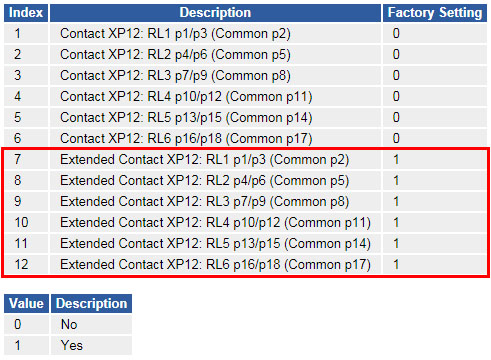 Index Description Factory Setting
1 Contact XP12: RL1 p1/p3 (Common p2) 0
2 Contact XP12: RL2 p4/p6 (Common p5) 0
3 Contact XP12: RL3 p7/p9 (Common p8) 0
4 Contact XP12: RL4 p10/p12 (Common p11) 0
5 Contact XP12: RL5 p13/p15 (Common p14) 0
6 Contact XP12: RL6 p16/p18 (Common p17) 0
7 Extended Contact XP12: RL1 p1/p3 (Common p2) 1
8 Extended Contact XP12: RL2 p4/p6 (Common p5) 1
9 Extended Contact XP12: RL3 p7/p9 (Common p8) 1
10 Extended Contact XP12: RL4 p10/p12 (Common p11) 1
11 Extended Contact XP12: RL5 p13/p15 (Common p14) 1
12 Extended Contact XP12: RL6 p16/p18 (Common p17) 1
Value Description
0 No
1 Yes